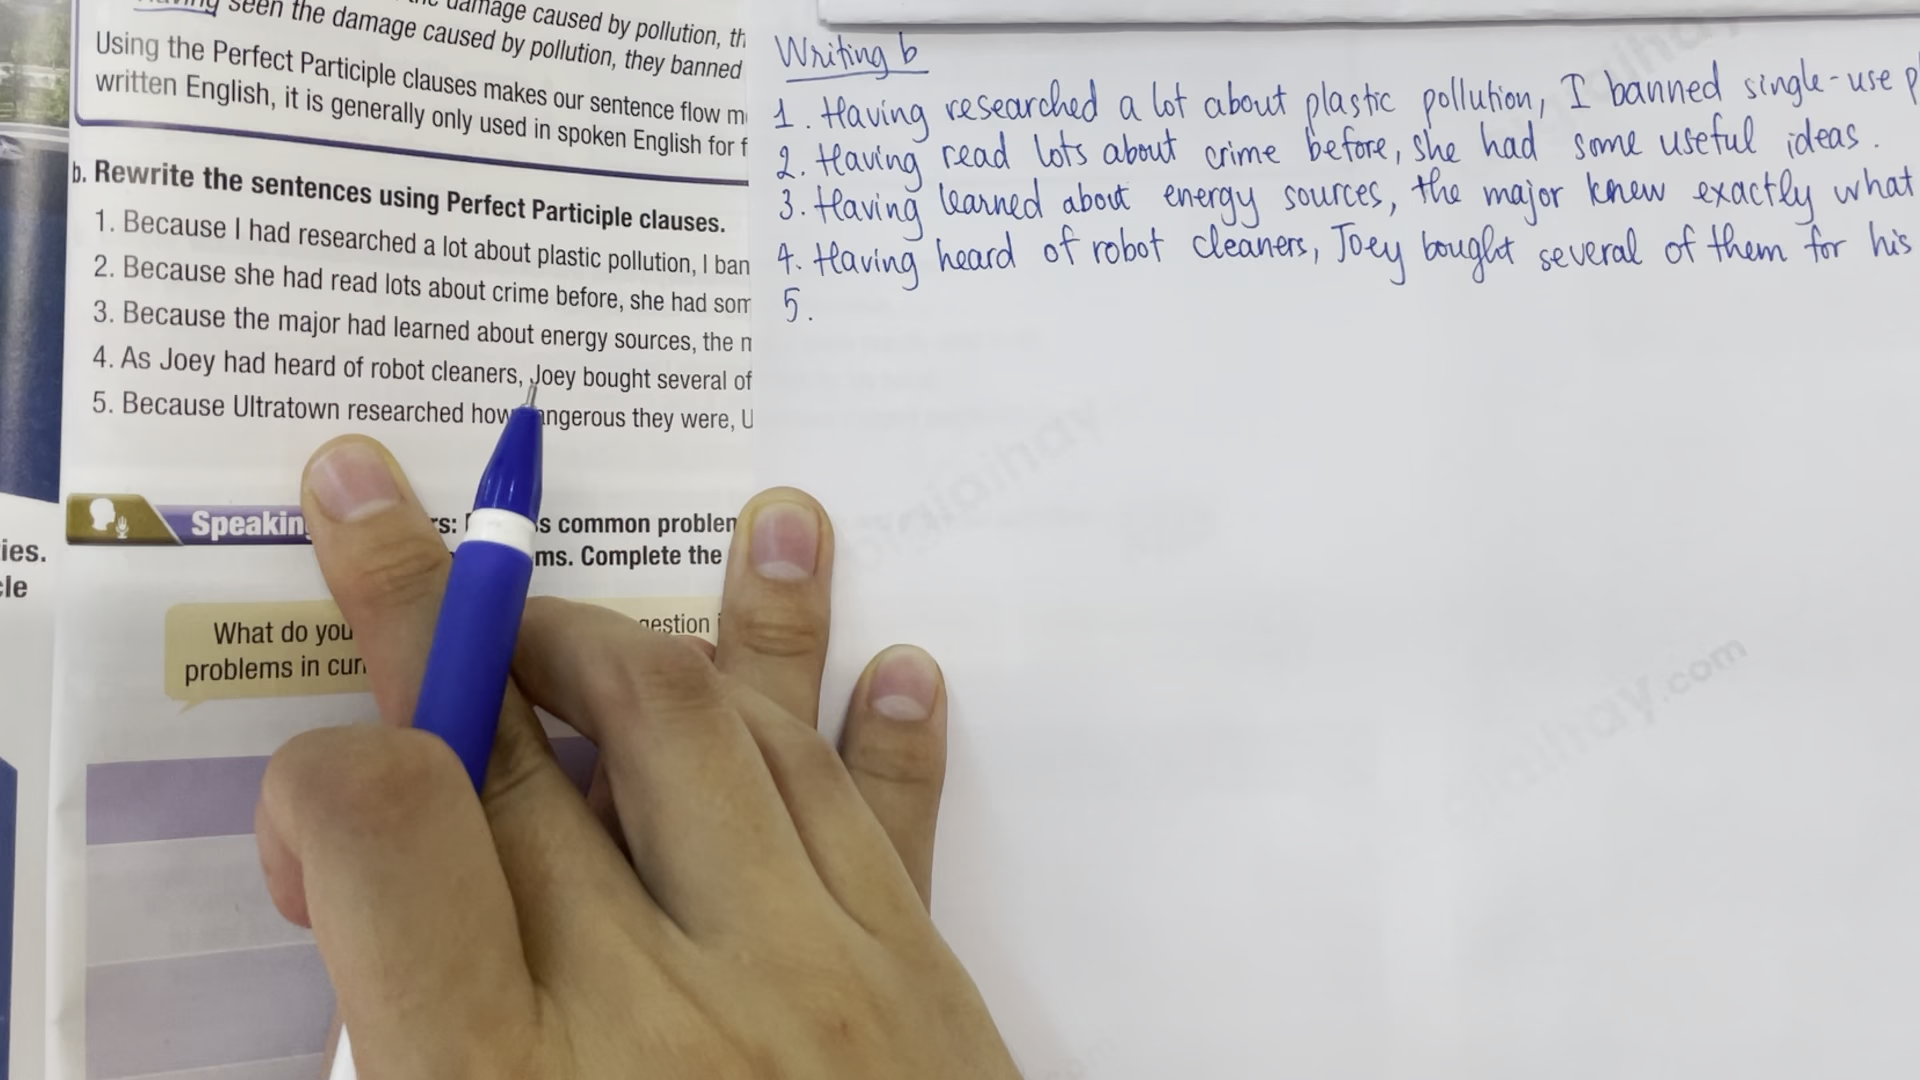 seen the damage caused by pollution, they banned
damage caused by pollution,
Using the Perfect Participle clauses makes our sentence flow
written English, it is generally only used in spoken English for
b. Rewrite the sentences using Perfect Participle clauses.
1. Because I had researched a lot about plastic pollution, I
2. Because she had read lots about crime before, she had
3. Because the major had learned about energy sources, the
4. As Joey had heard of robot cleaners, Joey bought several of
5. Because Ultratown researched how dangerous they were,
Speaking
common
Complete the
What do you
problems in
ies.
cle
Writing b
1. Having researched a lot about plastic pollution, I banned single-use
2. Having read lots about crime before, she had some useful ideas.
3. Having learned about energy sources, the major knew exactly what
4. Having heard of robot cleaners, Joey bought several of them for his
5.